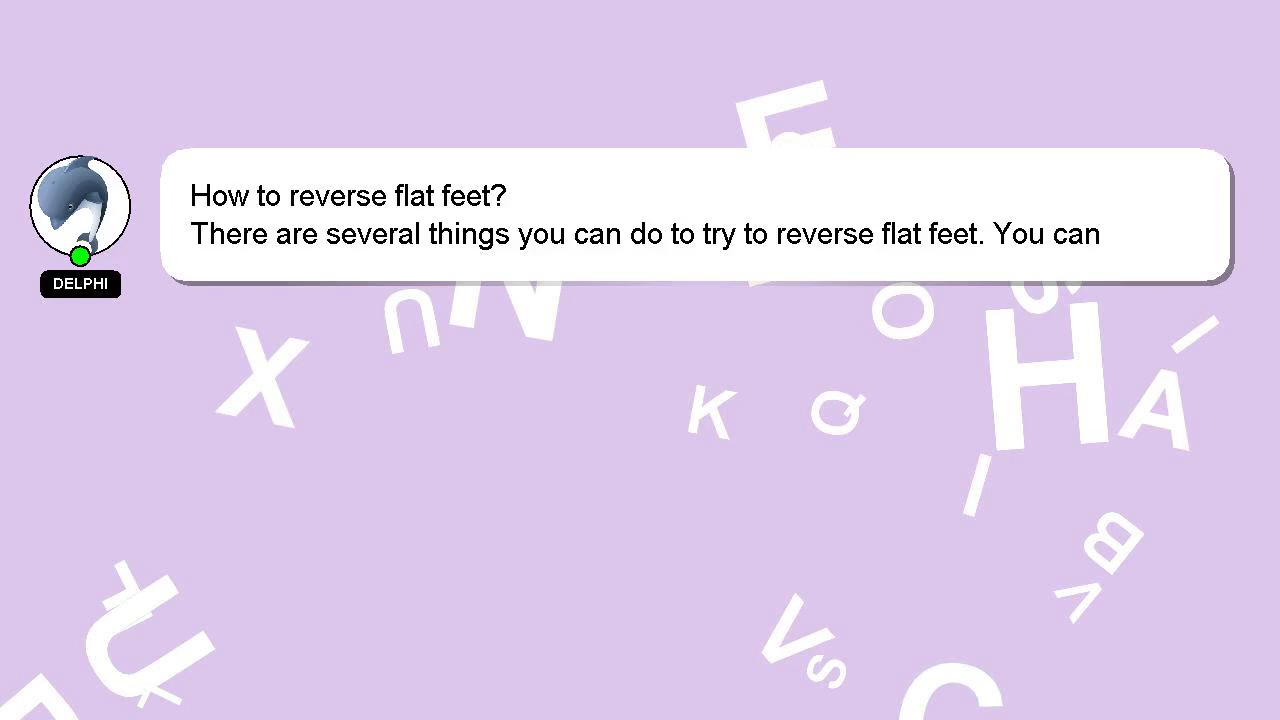 How to reverse flat feet?
There are several things you can do to try to reverse flat feet. You can
DELPHI
N
U
O
S
X
H
I
A
K
Q
I
B
V
U
V
S
C